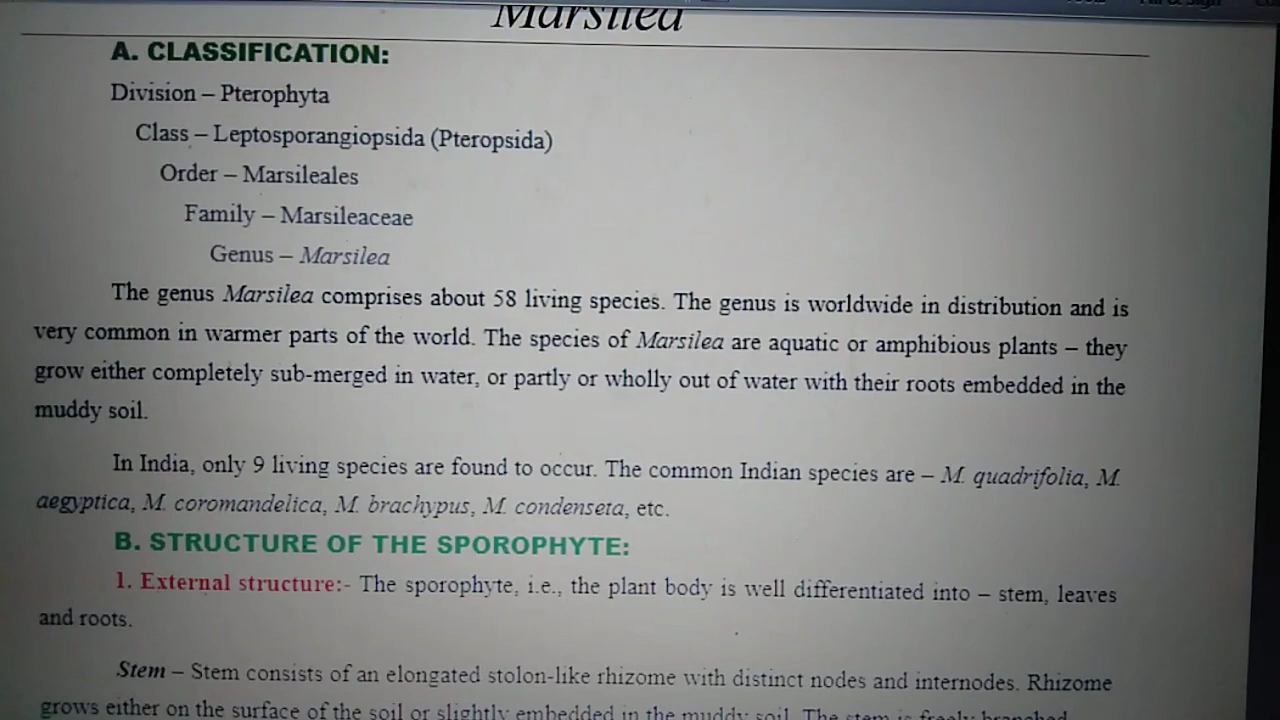 Marsilea
A. CLASSIFICATION:
Division – Pterophyta
Class – Leptosporangiopsida (Pteropsida)
Order – Marsileales
Family – Marsileaceae
Genus – Marsilea
The genus Marsilea comprises about 58 living species. The genus is worldwide in distribution and is
very common in warmer parts of the world. The species of Marsilea are aquatic or amphibious plants – they
grow either completely sub-merged in water, or partly or wholly out of water with their roots embedded in the
muddy soil.
In India, only 9 living species are found to occur. The common Indian species are – M. quadrifolia, M.
aegyptica, M. coromandelica, M. brachypus, M. condenseta, etc.
B. STRUCTURE OF THE SPOROPHYTE:
1. External structure:- The sporophyte, i.e., the plant body is well differentiated into – stem, leaves
and roots.
Stem – Stem consists of an elongated stolon-like rhizome with distinct nodes and internodes. Rhizome
grows either on the surface of the soil or slightly embedded in the muddy soil. The stem is freely branched